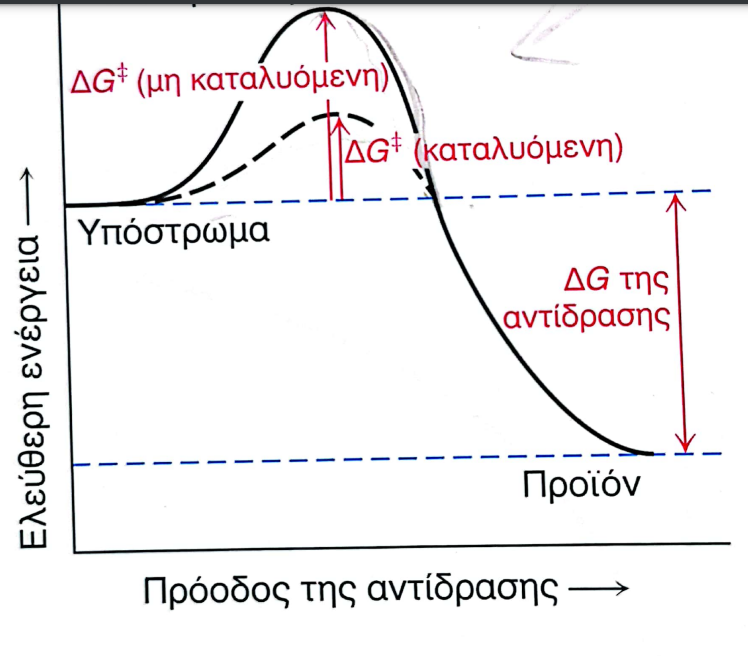 ΔG‡ (μη καταλυόμενη)
ΔG‡ (καταλυόμενη)
Υπόστρωμα
ΔG της
αντίδρασης
Προϊόν
Ελεύθερη ενέργεια
Πρόοδος της αντίδρασης